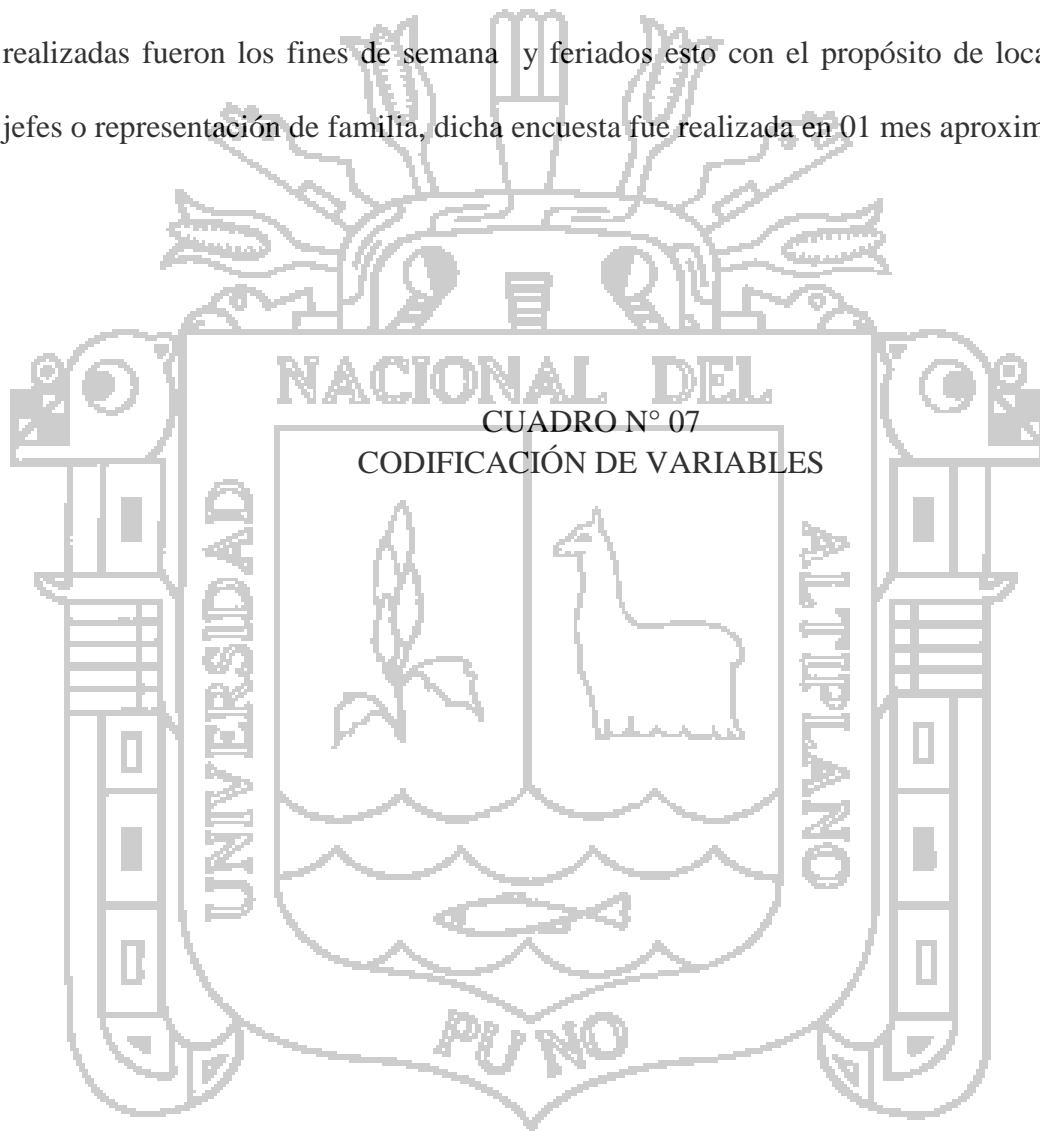 realizadas fueron los fines de semana y feriados esto con el propósito de loca
jefes o representación de familia, dicha encuesta fue realizada en 01 mes aproxim
NACIONAL DEL
CUADRO N° 07
CODIFICACIÓN DE VARIABLES
UNIVERSIDAD
ALTIPLANO
PUNO